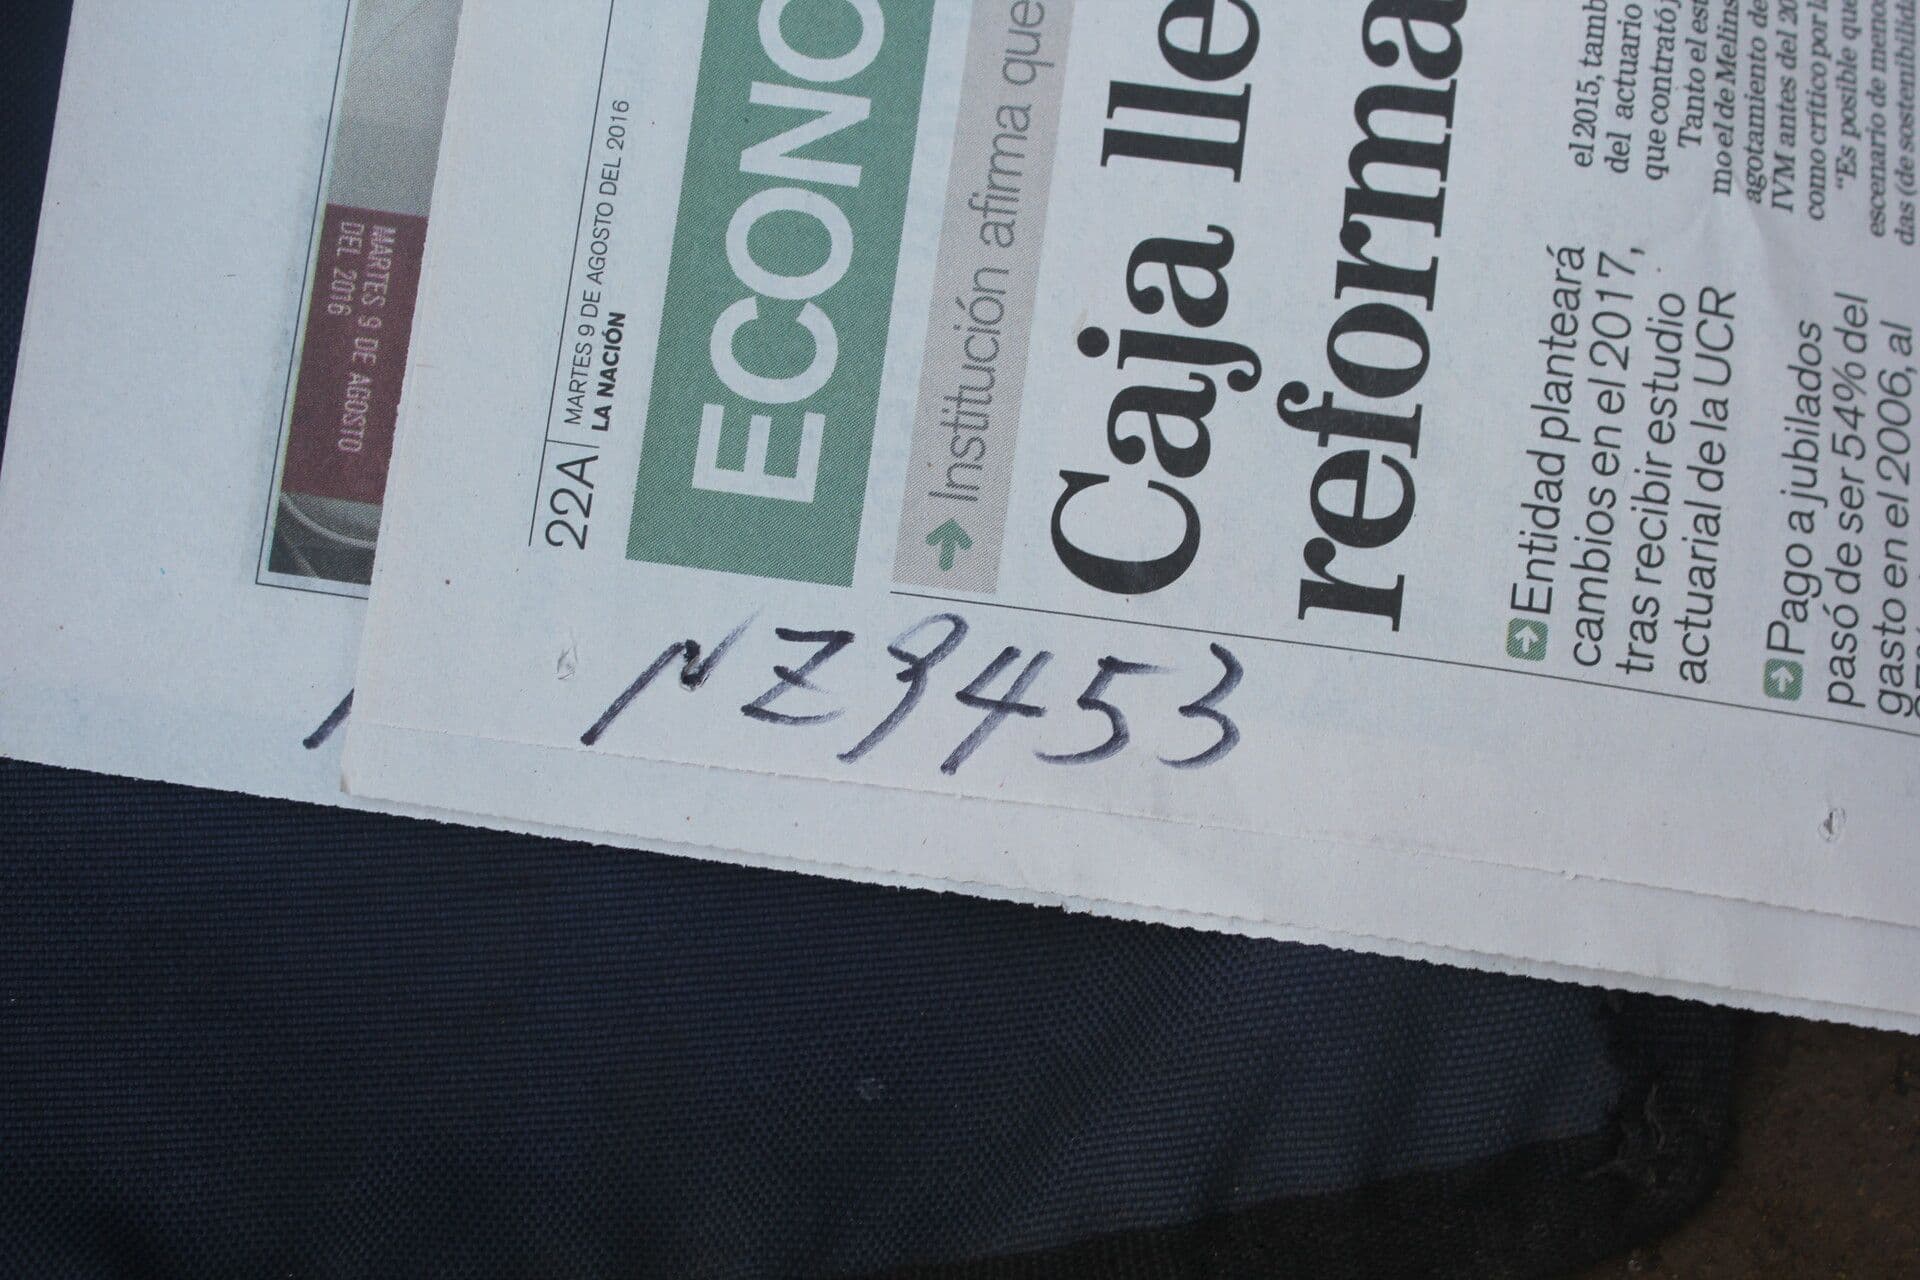 MARTES 9 DE AGOSTO
DEL 2016
22A
MARTES 9 DE AGOSTO DEL 2016
LA NACIÓN
ECONO
Institución afirma que
Caja lle
reforma
Entidad planteará
cambios en el 2017,
tras recibir estudio
actuarial de la UCR
Pago a jubilados
pasó de ser 54% del
gasto en el 2006, al
el 2015, tamb
del actuario
que contrató
Tanto el est
mo el de Melins
agotamiento de
IVM antes del 20
como crítico por la
"Es posible que
escenario de menos
das (de sostenibilida
NZ9453